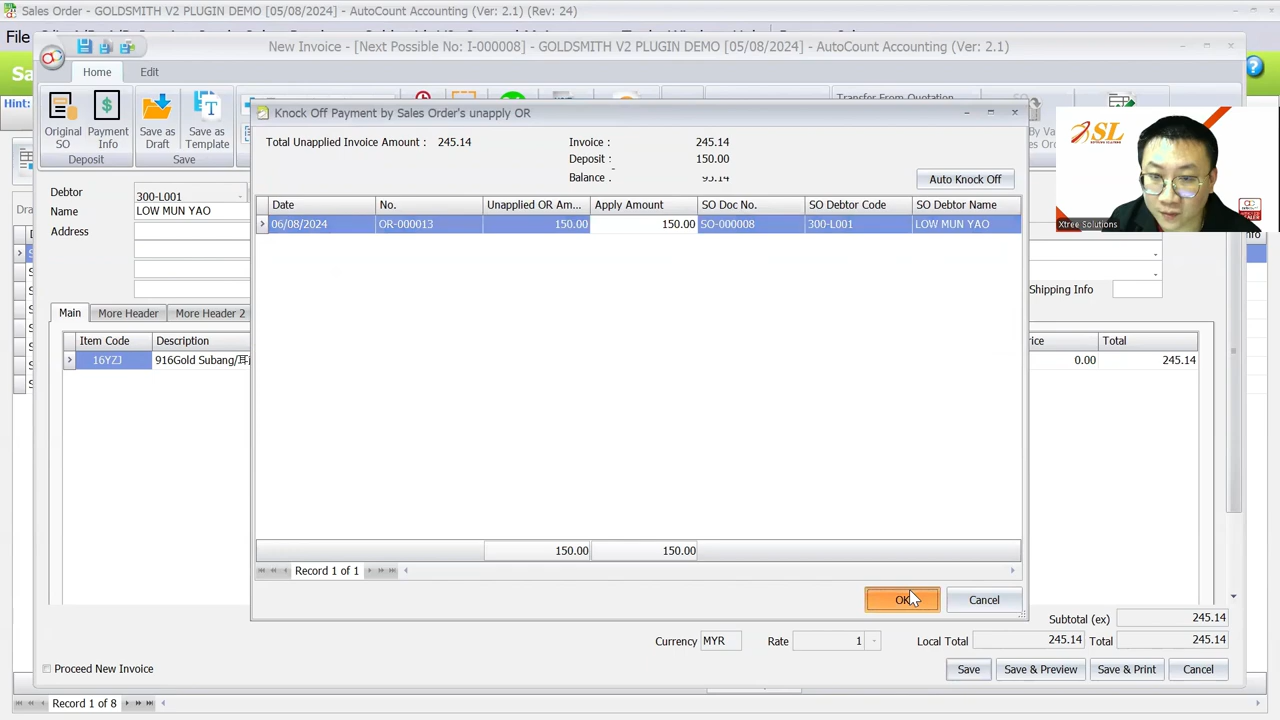 Sales Order - GOLDSMITH V2 PLUGIN DEMO [05/08/2024] - AutoCount Accounting (Ver: 2.1) (Rev: 24)
File
New Invoice - [Next Possible No: I-000006] - GOLDSMITH V2 PLUGIN DEMO [05/08/2024] - AutoCount Accounting (Ver: 2.1)
Home
Edit
Hint:
Original SO
Payment Info
Save as Draft
Save as Template
Deposit
Save
Transfer From Quotation
Knock Off Payment by Sales Order's unapply OR
Total Unapplied Invoice Amount : 245.14
Invoice : 245.14
Deposit : 150.00
Balance : 95.14
Auto Knock Off
Date No. Unapplied OR Am... Apply Amount SO Doc No. SO Debtor Code SO Debtor Name
06/08/2024 OR-000013 150.00 150.00 SO-000008 300-L001 LOW MUN YAO
150.00 150.00
Record 1 of 1
OK
Cancel
SL
Xtree Solutions
Debtor 300-L001
Name LOW MUN YAO
Address
Shipping Info
Main More Header More Header 2
Item Code Description Total
16YZJ 916Gold Subang/耳 0.00 245.14
Subtotal (ex) 245.14
Currency MYR Rate 1 Local Total 245.14 Total 245.14
Proceed New Invoice
Save Save & Preview Save & Print Cancel
Record 1 of 8